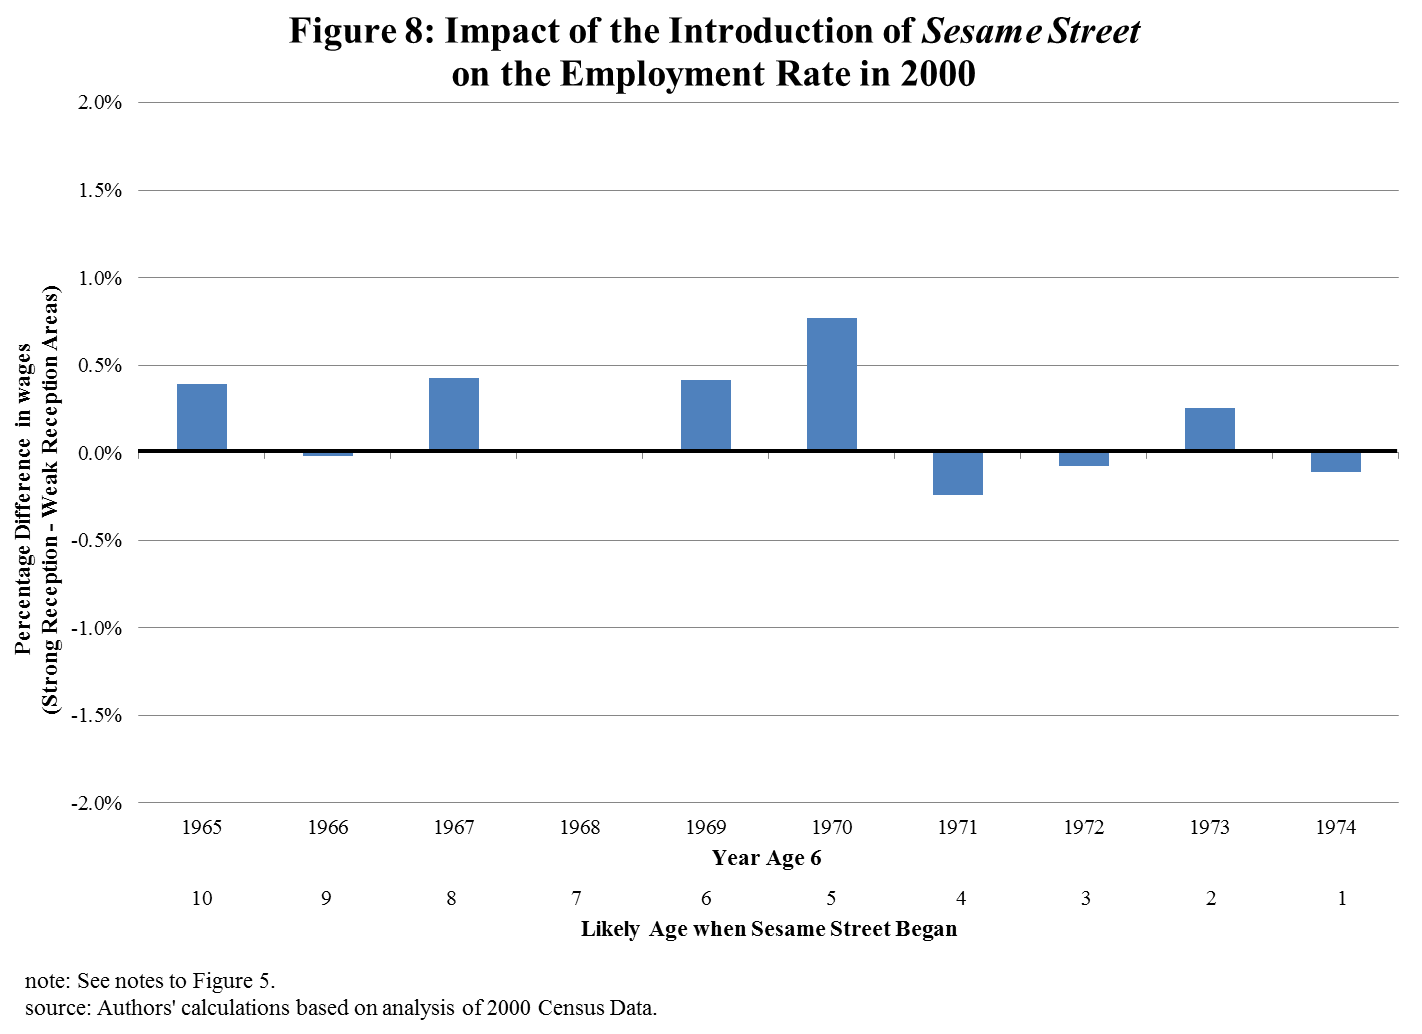 Figure 8: Impact of the Introduction of Sesame Street
on the Employment Rate in 2000
2.0%
1.5%
1.0%
0.5%
0.0%
-0.5%
-1.0%
-1.5%
-2.0%
Percentage Difference in wages
(Strong Reception - Weak Reception Areas)
1965 1966 1967 1968 1969 1970 1971 1972 1973 1974
Year Age 6
10 9 8 7 6 5 4 3 2 1
Likely Age when Sesame Street Began
note: See notes to Figure 5.
source: Authors' calculations based on analysis of 2000 Census Data.